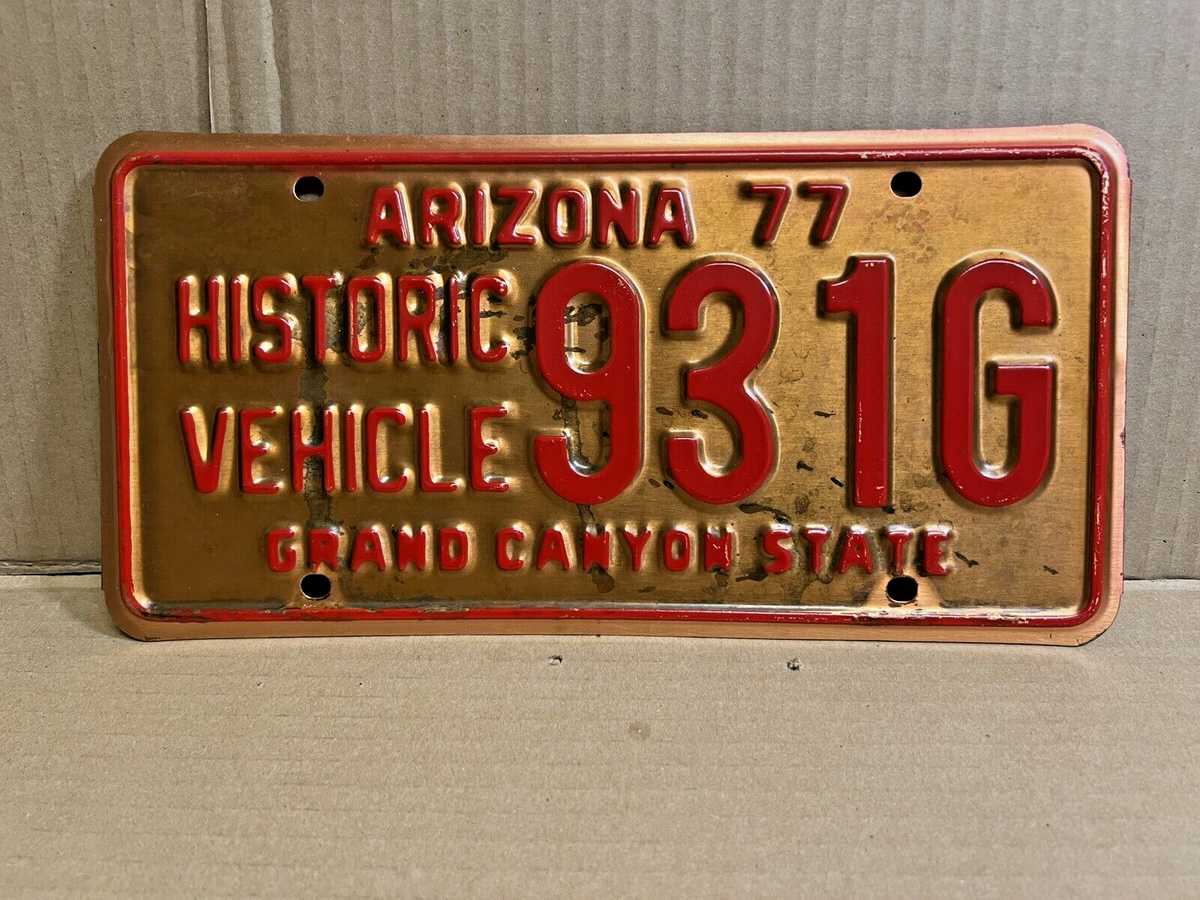 ARIZONA 77
HISTORIC
VEHICLE
931G
GRAND CANYON STATE